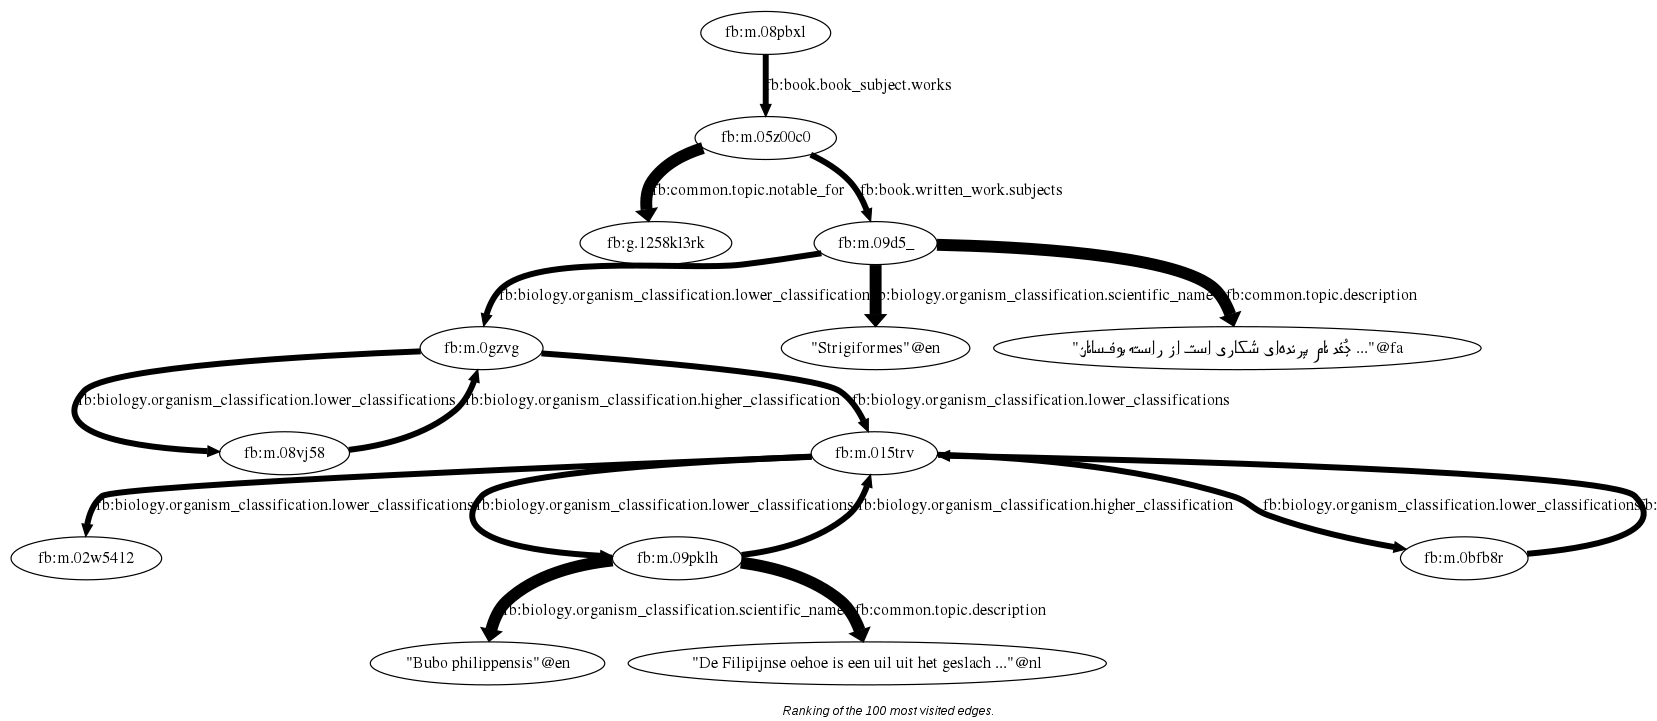 fb:m.08pbxl
fb:book.book_subject.works
fb:m.05z00c0
fb:common.topic.notable_for
fb:book.written_work.subjects
fb:g.1258kl3rk
fb:m.09d5_
fb:biology.organism_classification.lower_classification
fb:biology.organism_classification.scientific_name
fb:common.topic.description
fb:m.0gzvg
"Strigiformes"@en
"جُغد نام پرنده‌ای شکاری است از راسته بوف‌سانان ..."@fa
fb:biology.organism_classification.lower_classifications
fb:biology.organism_classification.higher_classification
fb:biology.organism_classification.lower_classifications
fb:m.08vj58
fb:m.015trv
fb:biology.organism_classification.lower_classifications
fb:biology.organism_classification.lower_classifications
fb:biology.organism_classification.higher_classification
fb:biology.organism_classification.lower_classifications
fb:
fb:m.02w5412
fb:m.09pklh
fb:m.0bfb8r
fb:biology.organism_classification.scientific_name
fb:common.topic.description
"Bubo philippensis"@en
"De Filipijnse oehoe is een uil uit het geslach ..."@nl
Ranking of the 100 most visited edges.